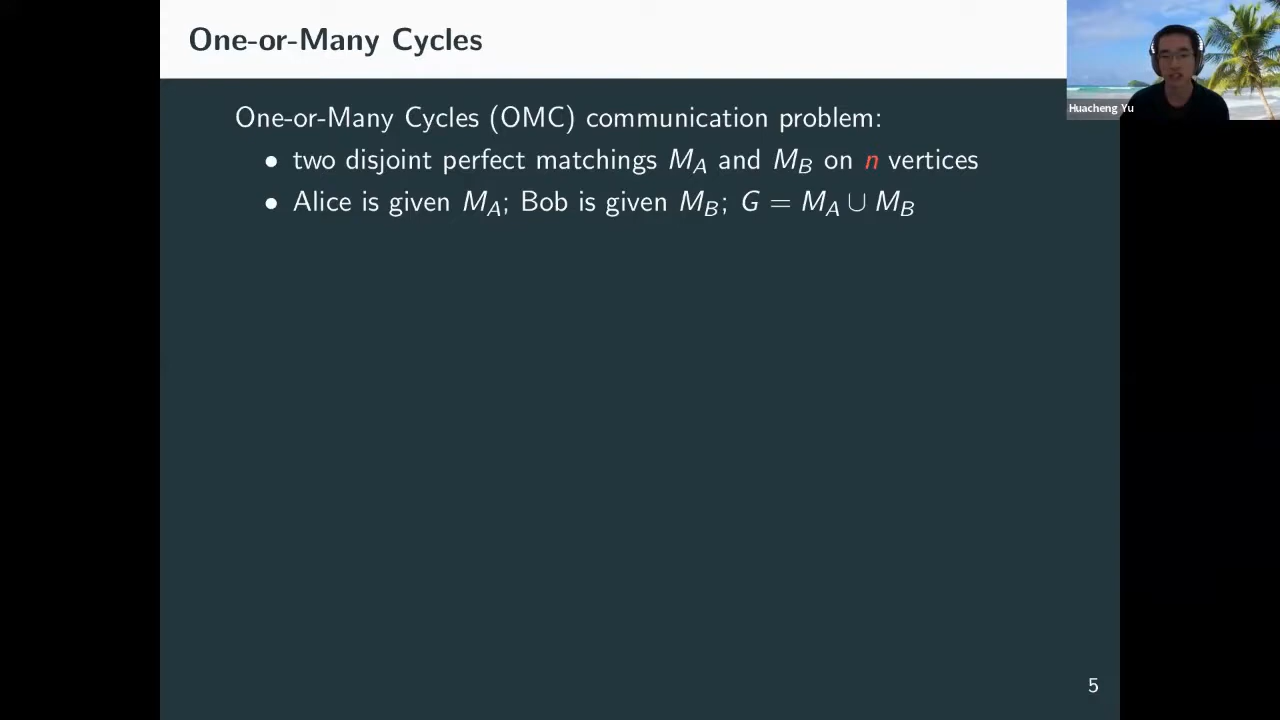 One-or-Many Cycles
Huacheng Yu
One-or-Many Cycles (OMC) communication problem:
• two disjoint perfect matchings M_A and M_B on n vertices
• Alice is given M_A; Bob is given M_B; G = M_A ∪ M_B
5